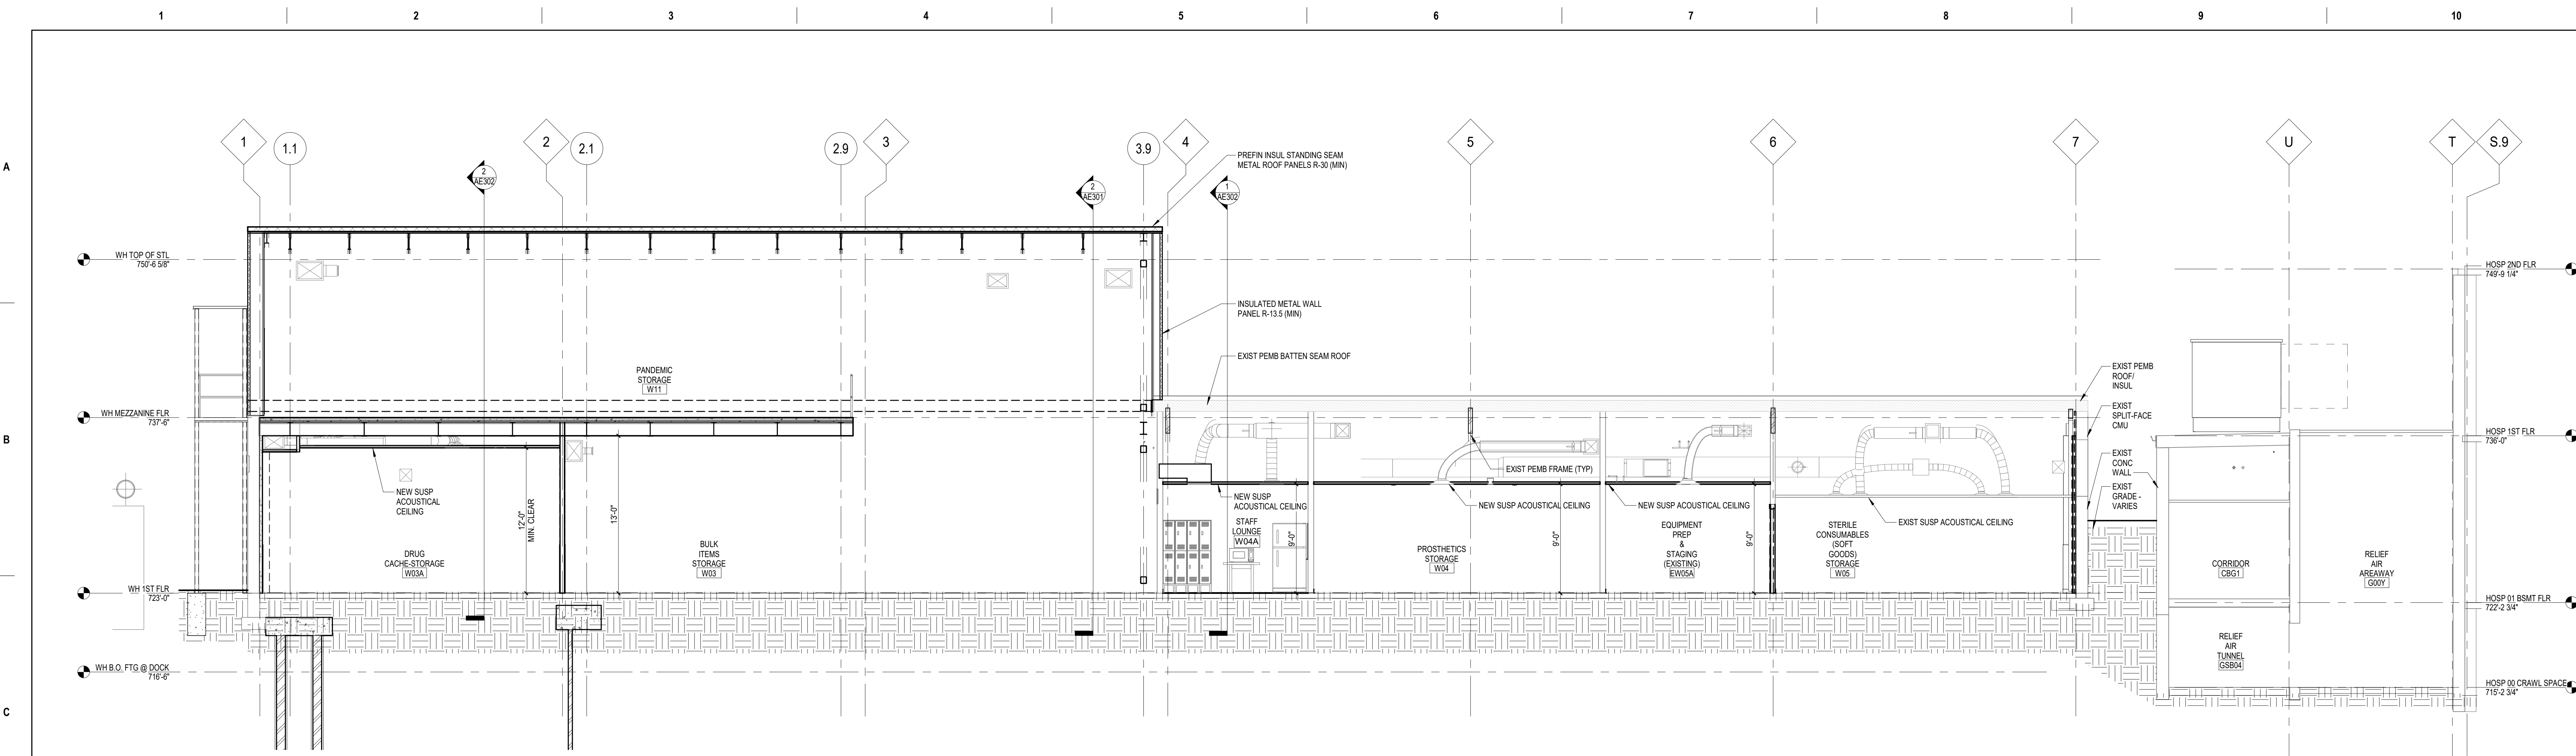 1 2 3 4 5 6 7 8 9 10
A
B
C
1
1.1
2
2.1
2.9
3
3.9
4
5
6
7
U
T
S.9
2
AE302
2
AE301
1
AE302
PREFIN INSUL STANDING SEAM
METAL ROOF PANELS R-30 (MIN)
WH TOP OF STL
750'-6 5/8"
HOSP 2ND FLR
749'-9 1/4"
INSULATED METAL WALL
PANEL R-13.5 (MIN)
EXIST PEMB BATTEN SEAM ROOF
PANDEMIC
STORAGE
W11
EXIST PEMB
ROOF/
INSUL
EXIST
SPLIT-FACE
CMU
WH MEZZANINE FLR
737'-6"
HOSP 1ST FLR
736'-0"
EXIST
CONC
WALL
EXIST
GRADE -
VARIES
EXIST PEMB FRAME (TYP)
NEW SUSP
ACOUSTICAL
CEILING
12'-0"
MIN. CLEAR
13'-0"
NEW SUSP
ACOUSTICAL CEILING
NEW SUSP ACOUSTICAL CEILING
NEW SUSP ACOUSTICAL CEILING
EXIST SUSP ACOUSTICAL CEILING
STAFF
LOUNGE
W04A
9'-0"
9'-0"
9'-0"
DRUG
CACHE-STORAGE
W03A
BULK
ITEMS
STORAGE
W03
PROSTHETICS
STORAGE
W04
EQUIPMENT
PREP
&
STAGING
(EXISTING)
EW05A
STERILE
CONSUMABLES
(SOFT
GOODS)
STORAGE
W05
CORRIDOR
CBG1
RELIEF
AIR
AREAWAY
G00Y
WH 1ST FLR
723'-0"
HOSP 01 BSMT FLR
722'-2 3/4"
RELIEF
AIR
TUNNEL
GSB04
WH B.O. FTG @ DOCK
716'-6"
HOSP 00 CRAWL SPACE
715'-2 3/4"